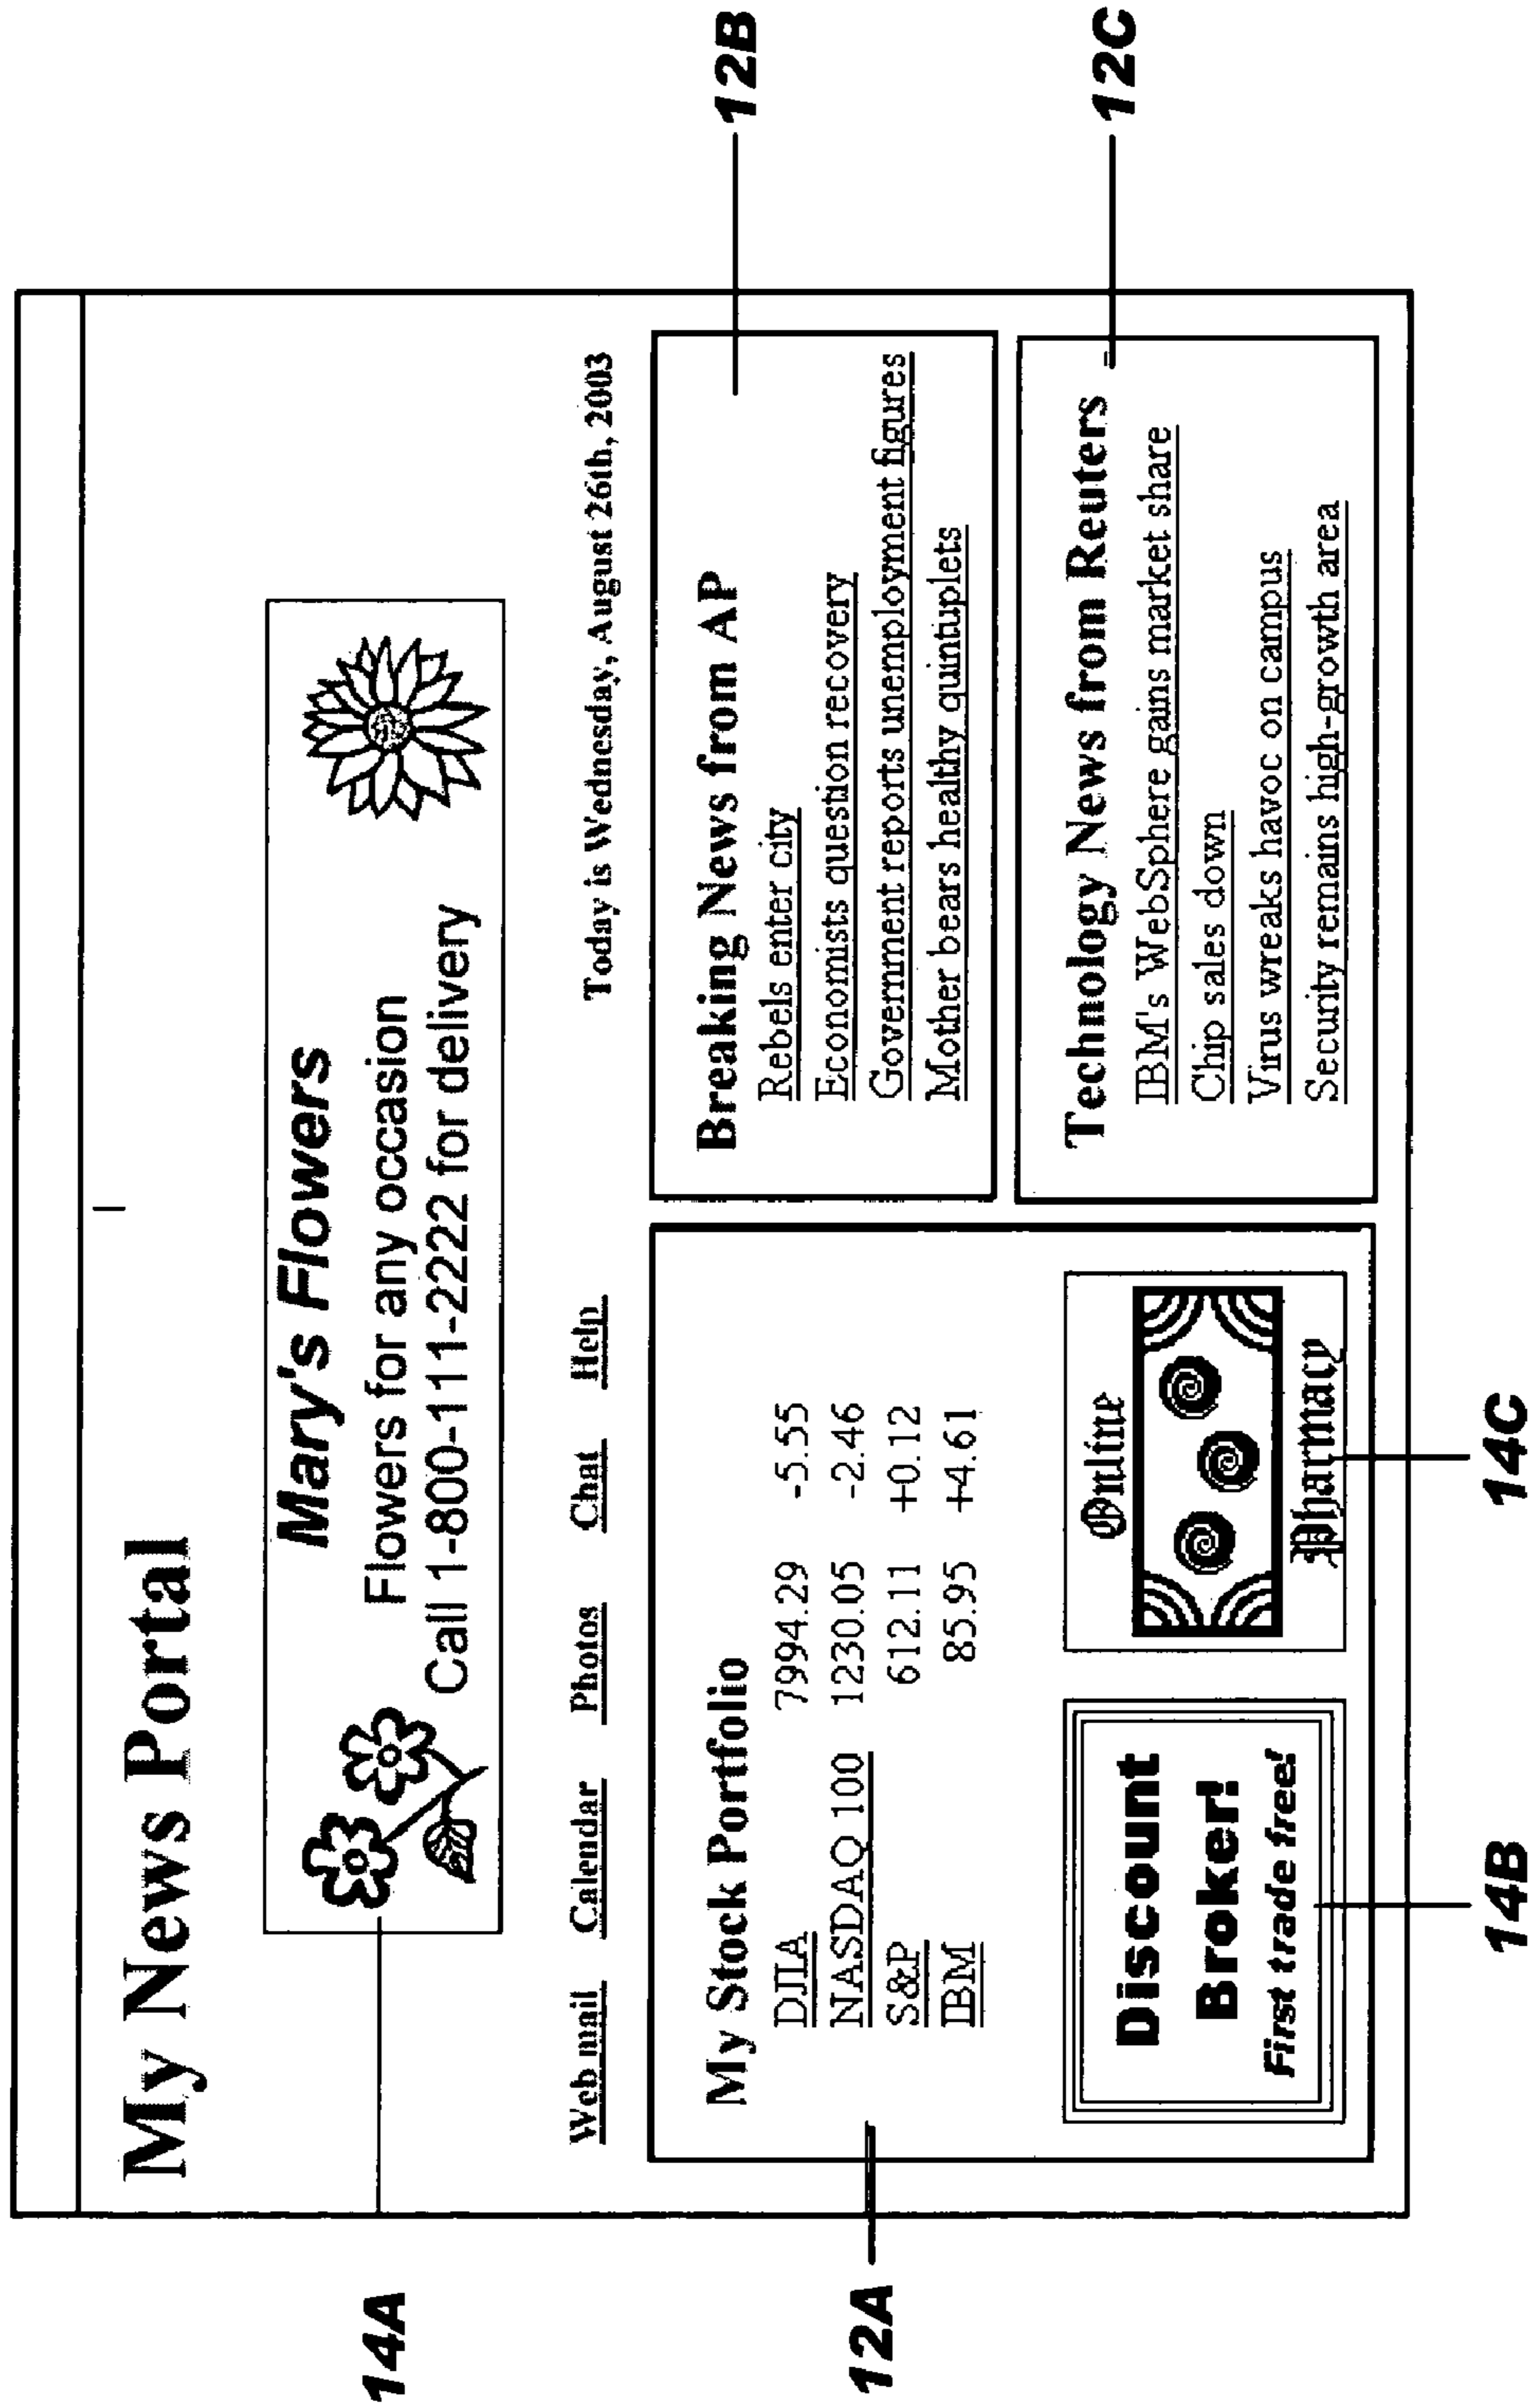 My News Portal
Mary's Flowers
Flowers for any occasion
Call 1-800-111-2222 for delivery
14A
Web mail Calendar Photos Chat Help Today is Wednesday, August 26th, 2003
My Stock Portfolio
DJIA 7994.29 -5.55
NASDAQ 100 1230.05 -2.46
S&P 612.11 +0.12
IBM 85.95 +4.61
12A
Discount
Broker!
First trade free!
14B
Online
Pharmacy
14C
Breaking News from AP
Rebels enter city
Economists question recovery
Government reports unemployment figures
Mother bears healthy quintuplets
12B
Technology News from Reuters
IBM's WebSphere gains market share
Chip sales down
Virus wreaks havoc on campus
Security remains high-growth area
12C